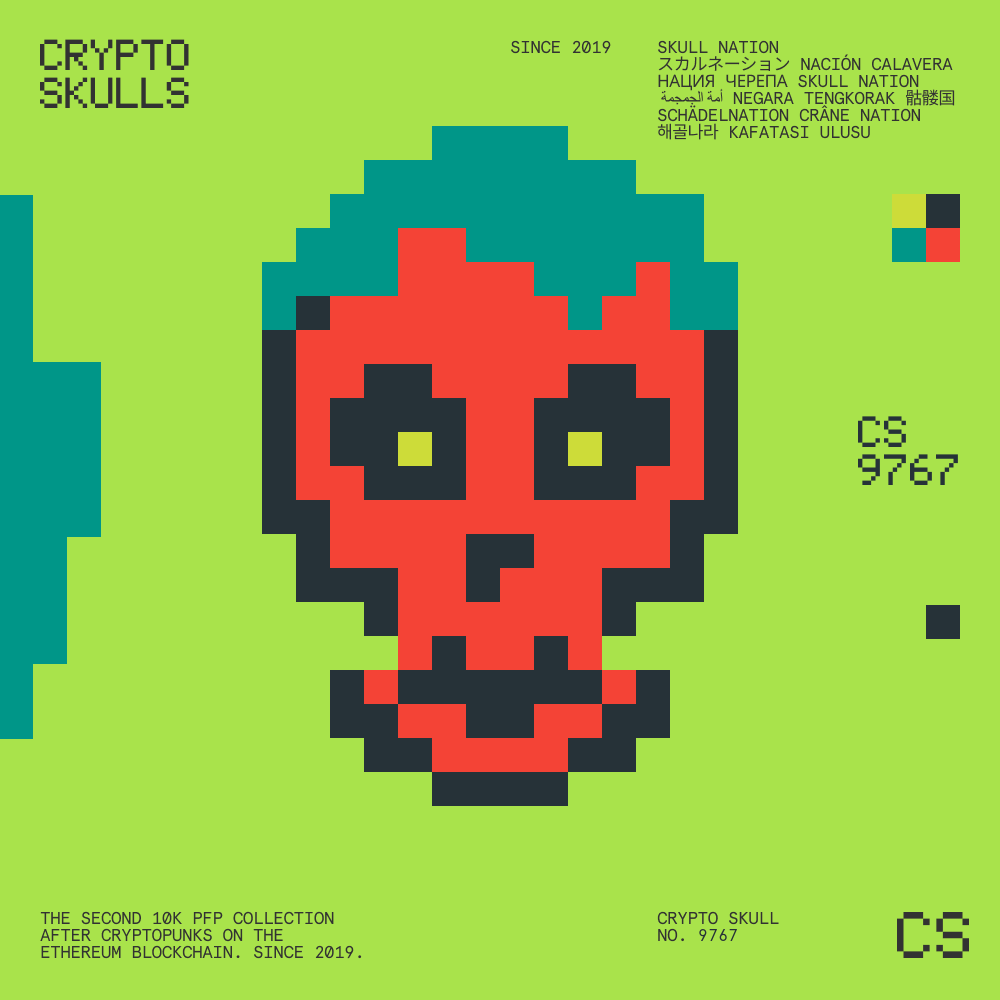 CRYPTO
SKULLS
SINCE 2019
SKULL NATION
スカルネーション NACIÓN CALAVERA
НАЦИЯ ЧЕРЕПА SKULL NATION
أمة الجمجمة NEGARA TENGKORAK 骷髅国
SCHÄDELNATION CRÂNE NATION
해골나라 KAFATASI ULUSU
CS
9767
THE SECOND 10K PFP COLLECTION
AFTER CRYPTOPUNKS ON THE
ETHEREUM BLOCKCHAIN. SINCE 2019.
CRYPTO SKULL
NO. 9767
CS